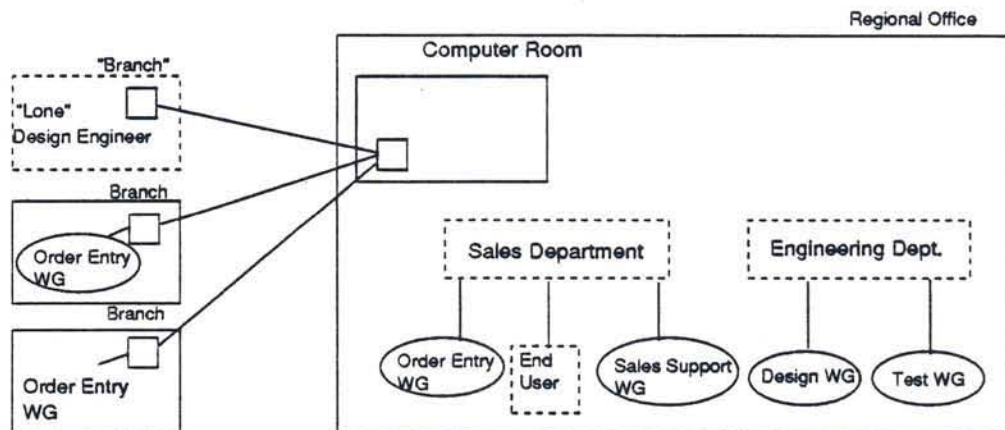 Regional Office
Computer Room
"Branch"
"Lone"
Design Engineer
Branch
Order Entry
WG
Branch
Order Entry
WG
Sales Department
Engineering Dept.
Order Entry
WG
End
User
Sales Support
WG
Design WG
Test WG